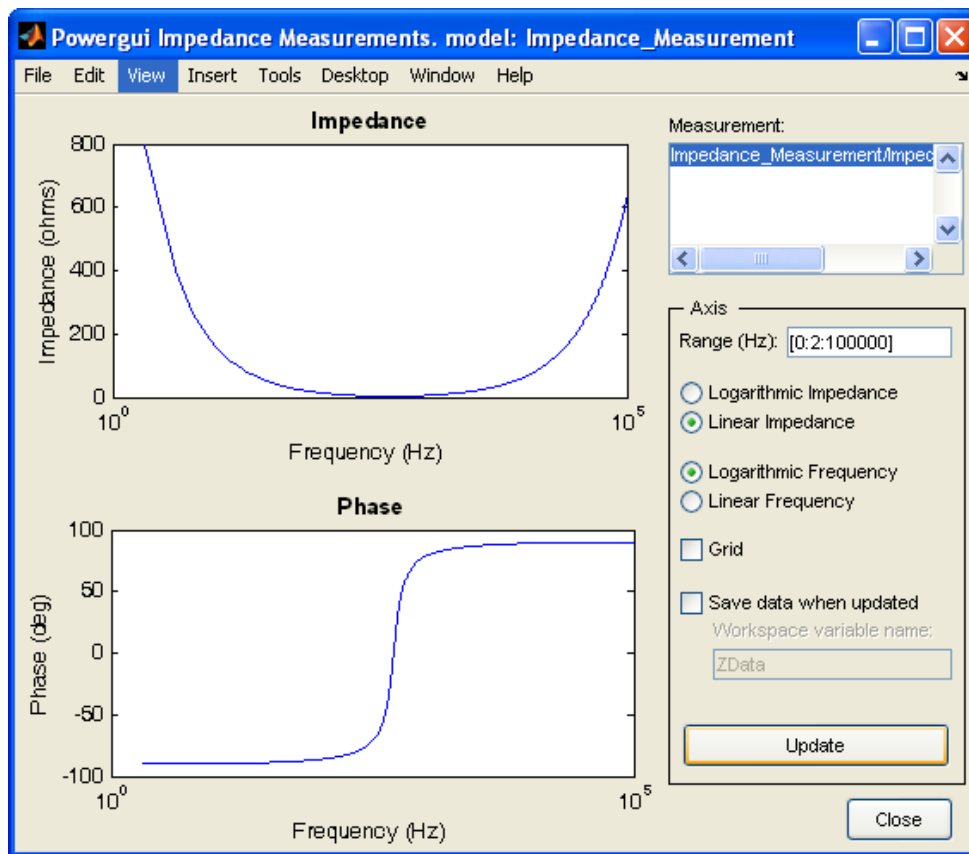 Powergui Impedance Measurements. model: Impedance_Measurement
File Edit View Insert Tools Desktop Window Help
Impedance
800
600
400
200
0
Impedance (ohms)
10^0
10^5
Frequency (Hz)
Phase
100
50
0
-50
-100
Phase (deg)
10^0
10^5
Frequency (Hz)
Measurement:
Impedance_Measurement/Impec
Axis
Range (Hz): [0:2:100000]
Logarithmic Impedance
Linear Impedance
Logarithmic Frequency
Linear Frequency
Grid
Save data when updated
Workspace variable name:
ZData
Update
Close